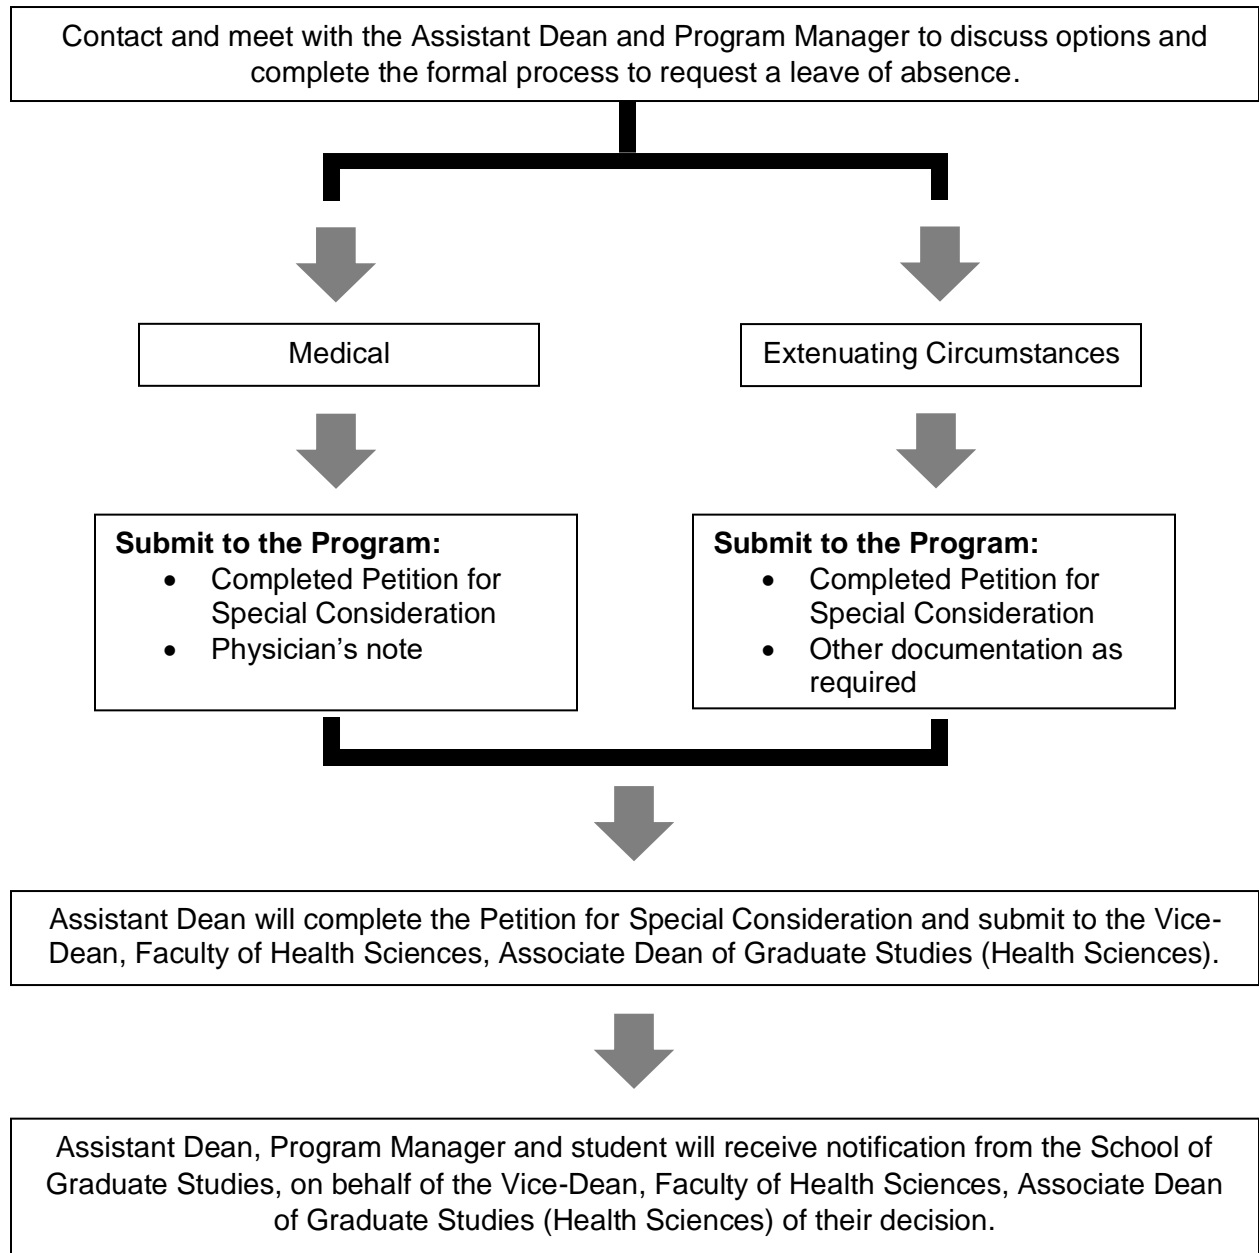 Contact and meet with the Assistant Dean and Program Manager to discuss options and
complete the formal process to request a leave of absence.
Medical
Extenuating Circumstances
Submit to the Program:
• Completed Petition for
Special Consideration
• Physician’s note
Submit to the Program:
• Completed Petition for
Special Consideration
• Other documentation as
required
Assistant Dean will complete the Petition for Special Consideration and submit to the Vice-
Dean, Faculty of Health Sciences, Associate Dean of Graduate Studies (Health Sciences).
Assistant Dean, Program Manager and student will receive notification from the School of
Graduate Studies, on behalf of the Vice-Dean, Faculty of Health Sciences, Associate Dean
of Graduate Studies (Health Sciences) of their decision.